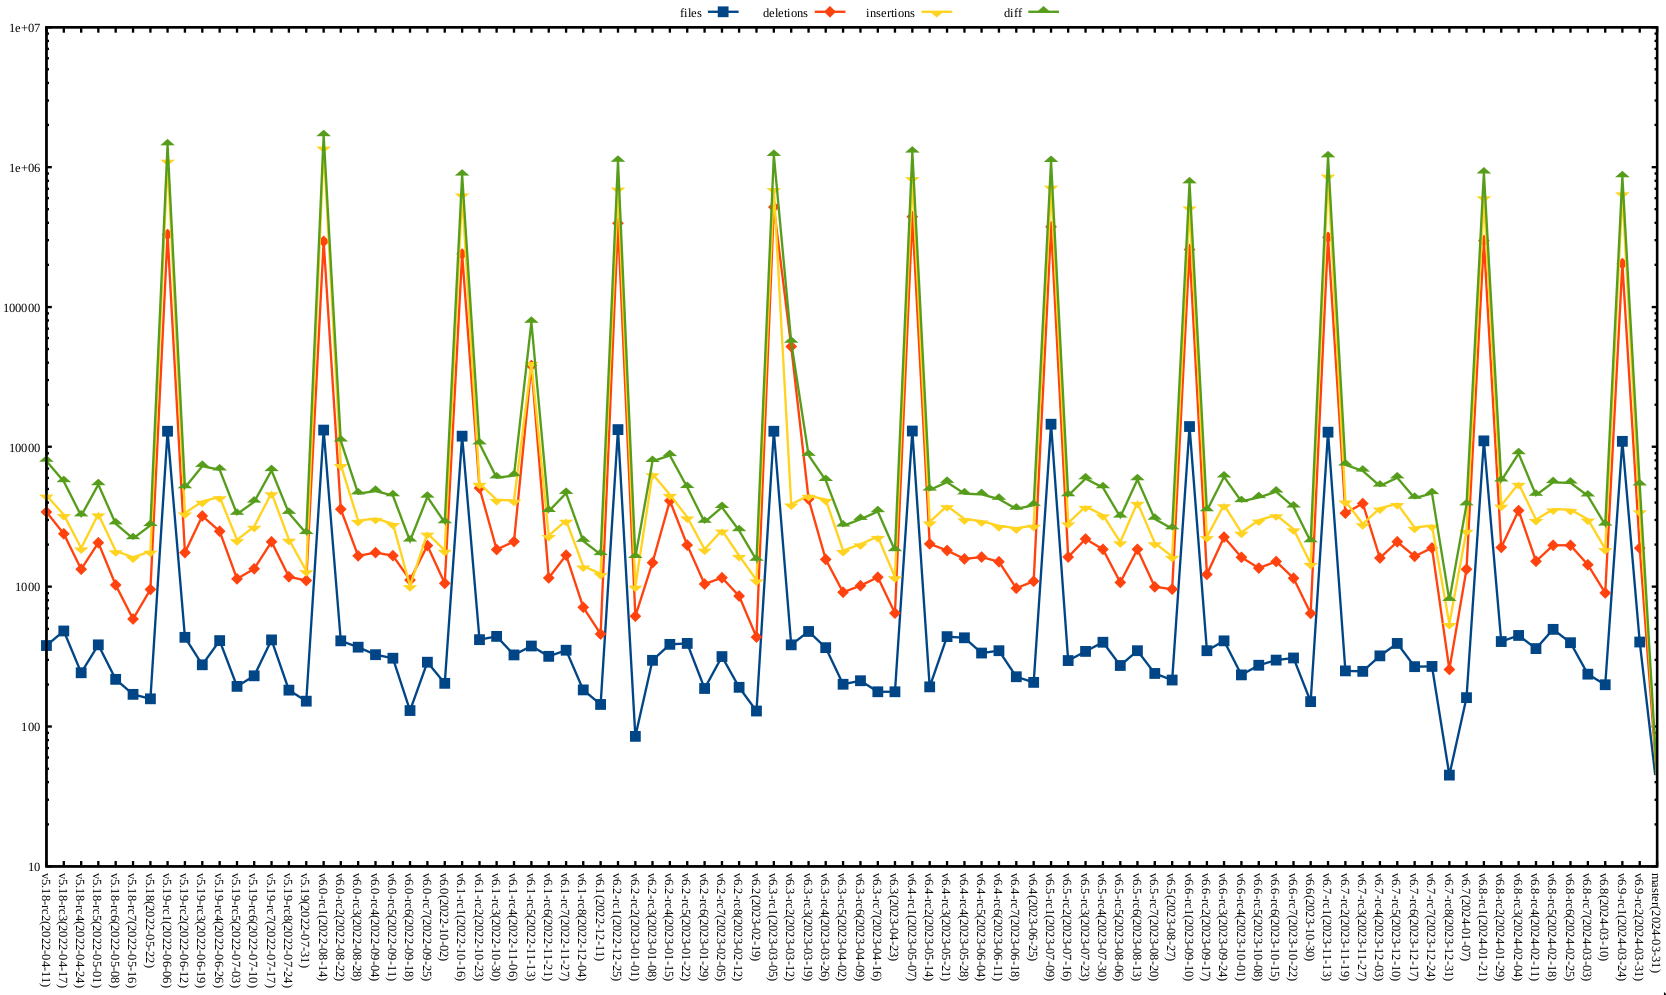 files deletions insertions diff
1e+07
1e+06
100000
10000
1000
100
10
v5.18-rc2(2022-04-11)
v5.18-rc3(2022-04-17)
v5.18-rc4(2022-04-24)
v5.18-rc5(2022-05-01)
v5.18-rc6(2022-05-08)
v5.18-rc7(2022-05-16)
v5.18(2022-05-22)
v5.19-rc1(2022-06-06)
v5.19-rc2(2022-06-12)
v5.19-rc3(2022-06-19)
v5.19-rc4(2022-06-26)
v5.19-rc5(2022-07-03)
v5.19-rc6(2022-07-10)
v5.19-rc7(2022-07-17)
v5.19-rc8(2022-07-24)
v5.19(2022-07-31)
v6.0-rc1(2022-08-14)
v6.0-rc2(2022-08-22)
v6.0-rc3(2022-08-28)
v6.0-rc4(2022-09-04)
v6.0-rc5(2022-09-11)
v6.0-rc6(2022-09-18)
v6.0-rc7(2022-09-25)
v6.0(2022-10-02)
v6.1-rc1(2022-10-16)
v6.1-rc2(2022-10-23)
v6.1-rc3(2022-10-30)
v6.1-rc4(2022-11-06)
v6.1-rc5(2022-11-13)
v6.1-rc6(2022-11-21)
v6.1-rc7(2022-11-27)
v6.1-rc8(2022-12-04)
v6.1(2022-12-11)
v6.2-rc1(2022-12-25)
v6.2-rc2(2023-01-01)
v6.2-rc3(2023-01-08)
v6.2-rc4(2023-01-15)
v6.2-rc5(2023-01-22)
v6.2-rc6(2023-01-29)
v6.2-rc7(2023-02-05)
v6.2-rc8(2023-02-12)
v6.2(2023-02-19)
v6.3-rc1(2023-03-05)
v6.3-rc2(2023-03-12)
v6.3-rc3(2023-03-19)
v6.3-rc4(2023-03-26)
v6.3-rc5(2023-04-02)
v6.3-rc6(2023-04-09)
v6.3-rc7(2023-04-16)
v6.3(2023-04-23)
v6.4-rc1(2023-05-07)
v6.4-rc2(2023-05-14)
v6.4-rc3(2023-05-21)
v6.4-rc4(2023-05-28)
v6.4-rc5(2023-06-04)
v6.4-rc6(2023-06-11)
v6.4-rc7(2023-06-18)
v6.4(2023-06-25)
v6.5-rc1(2023-07-09)
v6.5-rc2(2023-07-16)
v6.5-rc3(2023-07-23)
v6.5-rc4(2023-07-30)
v6.5-rc5(2023-08-06)
v6.5-rc6(2023-08-13)
v6.5-rc7(2023-08-20)
v6.5(2023-08-27)
v6.6-rc1(2023-09-10)
v6.6-rc2(2023-09-17)
v6.6-rc3(2023-09-24)
v6.6-rc4(2023-10-01)
v6.6-rc5(2023-10-08)
v6.6-rc6(2023-10-15)
v6.6-rc7(2023-10-22)
v6.6(2023-10-30)
v6.7-rc1(2023-11-13)
v6.7-rc2(2023-11-19)
v6.7-rc3(2023-11-27)
v6.7-rc4(2023-12-03)
v6.7-rc5(2023-12-10)
v6.7-rc6(2023-12-17)
v6.7-rc7(2023-12-24)
v6.7-rc8(2023-12-31)
v6.7(2024-01-07)
v6.8-rc1(2024-01-21)
v6.8-rc2(2024-01-29)
v6.8-rc3(2024-02-04)
v6.8-rc4(2024-02-11)
v6.8-rc5(2024-02-18)
v6.8-rc6(2024-02-25)
v6.8-rc7(2024-03-03)
v6.8(2024-03-10)
v6.9-rc1(2024-03-24)
v6.9-rc2(2024-03-31)
master(2024-03-31)